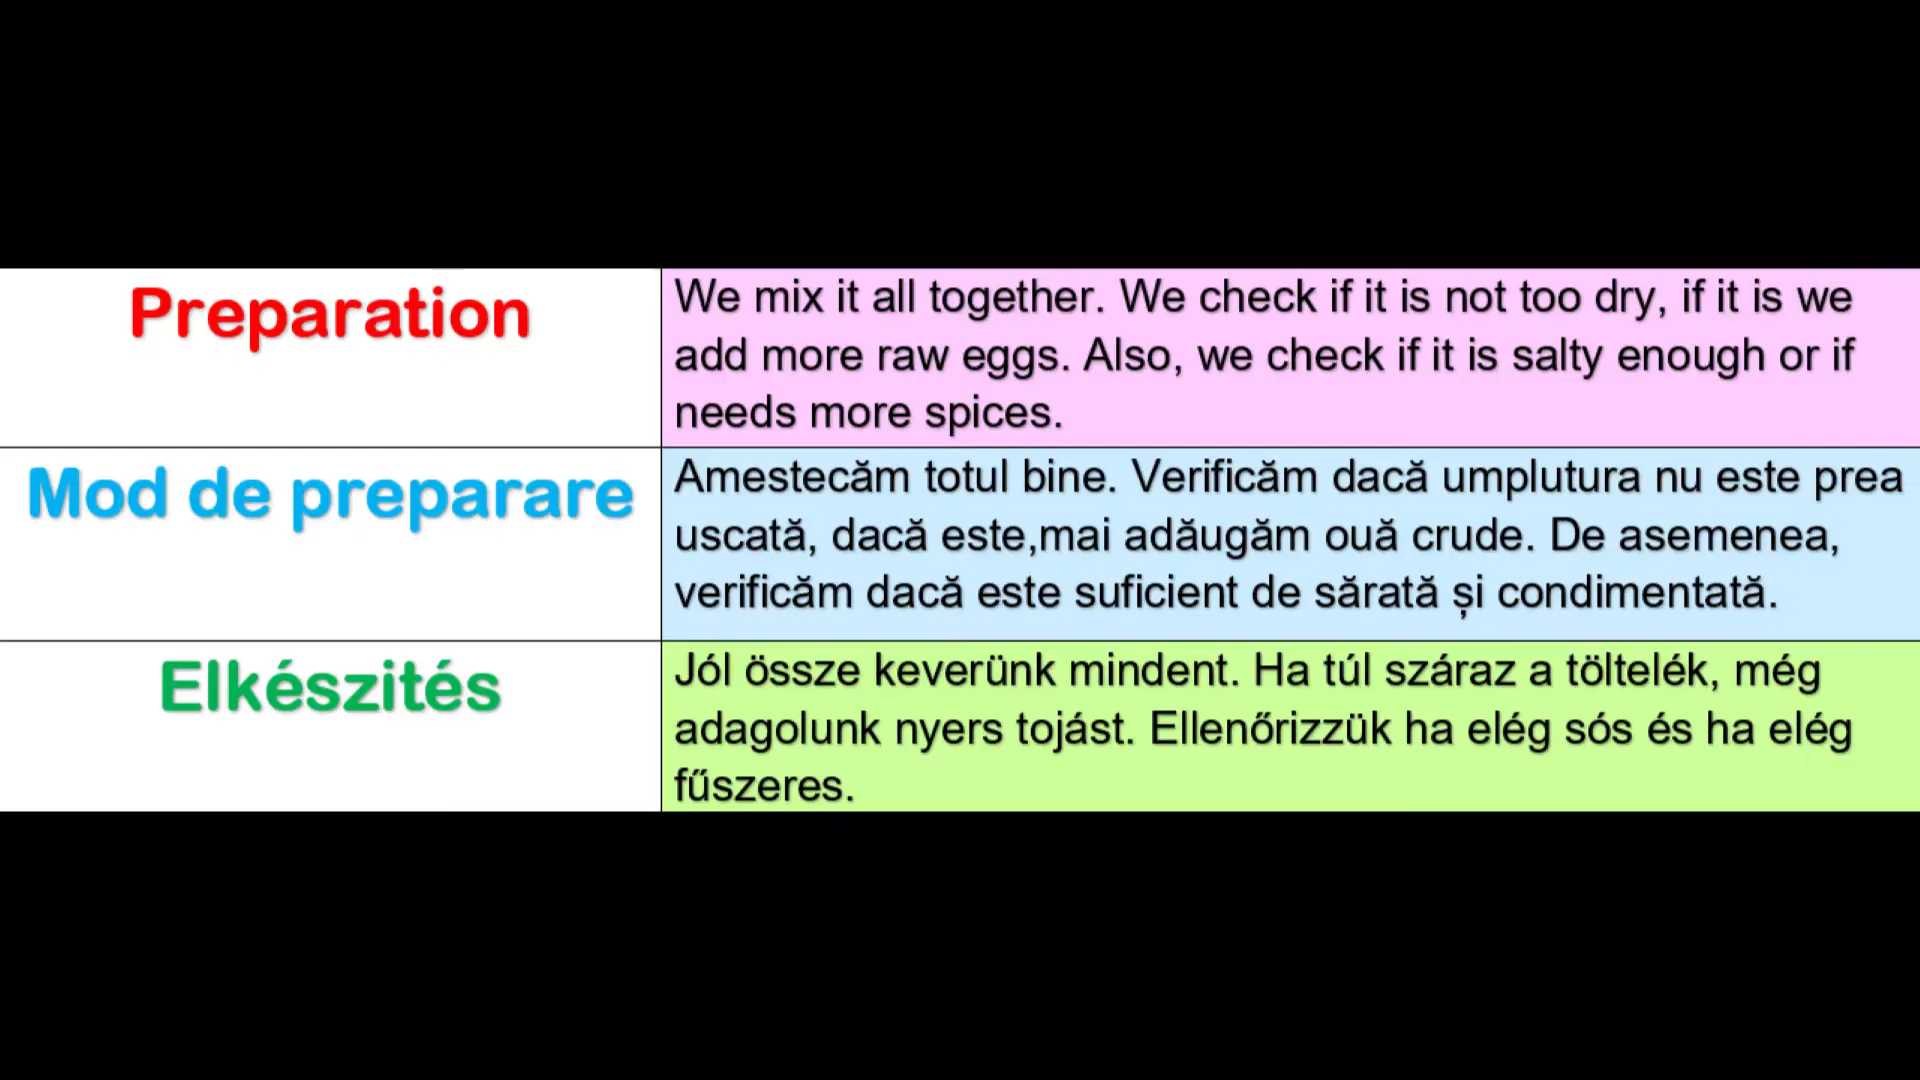 Preparation
We mix it all together. We check if it is not too dry, if it is we
add more raw eggs. Also, we check if it is salty enough or if
needs more spices.
Mod de preparare
Amestecăm totul bine. Verificăm dacă umplutura nu este prea
uscată, dacă este,mai adăugăm ouă crude. De asemenea,
verificăm dacă este suficient de sărată și condimentată.
Elkészités
Jól össze keverünk mindent. Ha túl száraz a töltelék, még
adagolunk nyers tojást. Ellenőrizzük ha elég sós és ha elég
fűszeres.